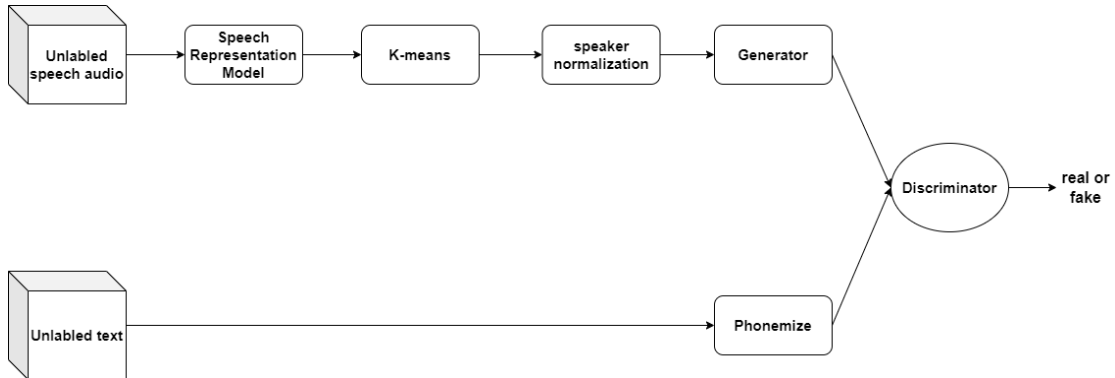 Unlabled
speech audio
Speech
Representation
Model
K-means
speaker
normalization
Generator
Discriminator
real or
fake
Unlabled text
Phonemize